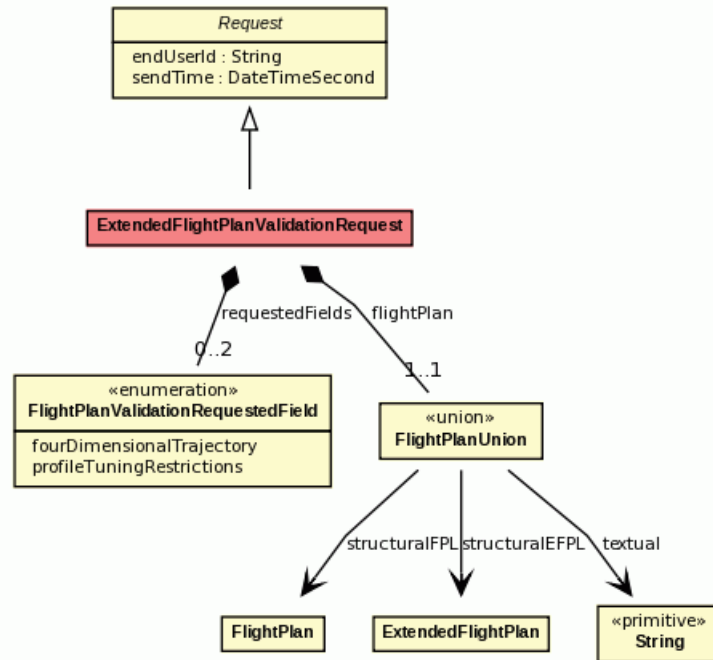 Request
endUserId : String
sendTime : DateTimeSecond
ExtendedFlightPlanValidationRequest
requestedFields
flightPlan
0..2
1..1
«enumeration»
FlightPlanValidationRequestedField
fourDimensionalTrajectory
profileTuningRestrictions
«union»
FlightPlanUnion
structuralFPL
structuralEFPL
textual
FlightPlan
ExtendedFlightPlan
«primitive»
String